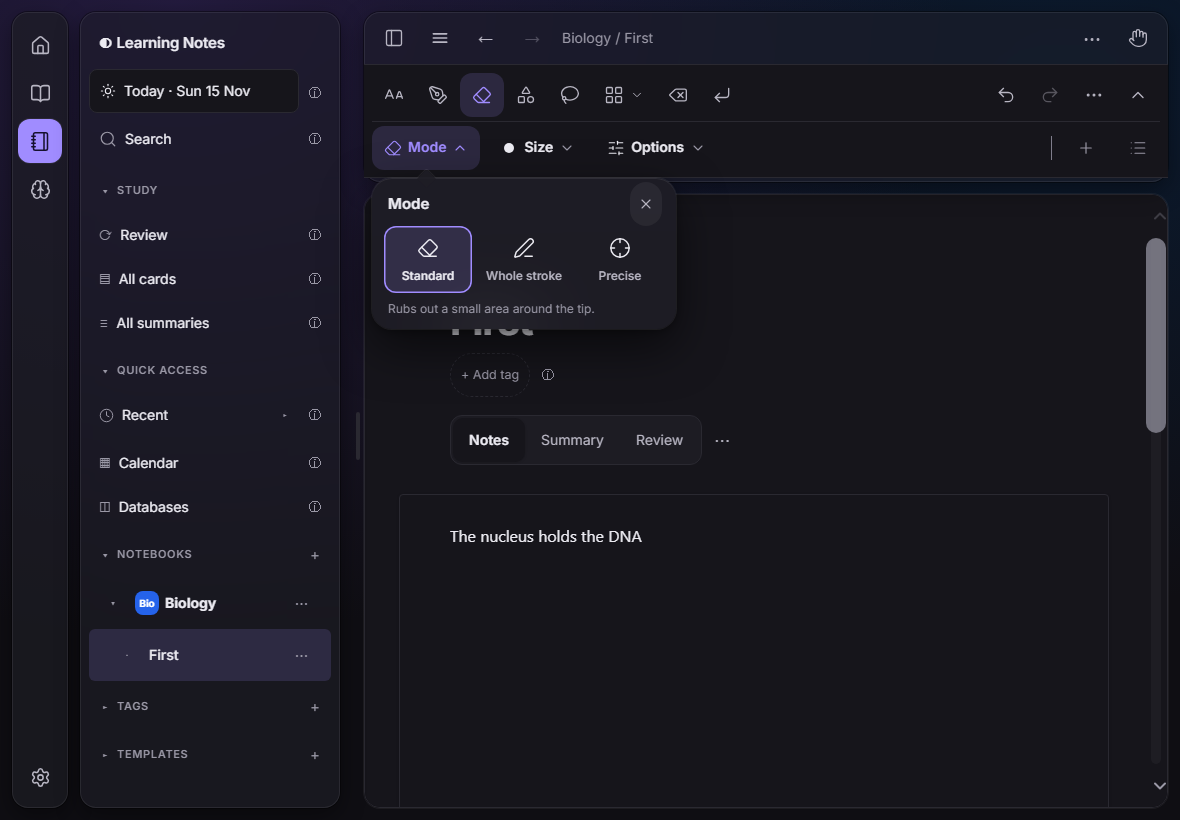 Learning Notes
Today · Sun 15 Nov
Search
STUDY
Review
All cards
All summaries
QUICK ACCESS
Recent
Calendar
Databases
NOTEBOOKS
Bio Biology
First
TAGS
TEMPLATES
Biology / First
AA
Mode
Size
Options
Mode
Standard
Whole stroke
Precise
Rubs out a small area around the tip.
First
+ Add tag
Notes
Summary
Review
The nucleus holds the DNA